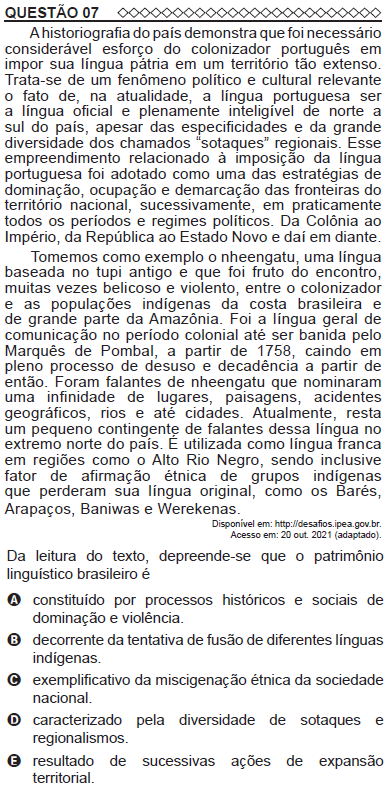 QUESTÃO 07
A historiografia do país demonstra que foi necessário
considerável esforço do colonizador português em
impor sua língua pátria em um território tão extenso.
Trata-se de um fenômeno político e cultural relevante
o fato de, na atualidade, a língua portuguesa ser
a língua oficial e plenamente inteligível de norte a
sul do país, apesar das especificidades e da grande
diversidade dos chamados “sotaques” regionais. Esse
empreendimento relacionado à imposição da língua
portuguesa foi adotado como uma das estratégias de
dominação, ocupação e demarcação das fronteiras do
território nacional, sucessivamente, em praticamente
todos os períodos e regimes políticos. Da Colônia ao
Império, da República ao Estado Novo e daí em diante.
Tomemos como exemplo o nheengatu, uma língua
baseada no tupi antigo e que foi fruto do encontro,
muitas vezes belicoso e violento, entre o colonizador
e as populações indígenas da costa brasileira e
de grande parte da Amazônia. Foi a língua geral de
comunicação no período colonial até ser banida pelo
Marquês de Pombal, a partir de 1758, caindo em
pleno processo de desuso e decadência a partir de
então. Foram falantes de nheengatu que nominaram
uma infinidade de lugares, paisagens, acidentes
geográficos, rios e até cidades. Atualmente, resta
um pequeno contingente de falantes dessa língua no
extremo norte do país. É utilizada como língua franca
em regiões como o Alto Rio Negro, sendo inclusive
fator de afirmação étnica de grupos indígenas
que perderam sua língua original, como os Barés,
Arapaços, Baniwas e Werekenas.
Disponível em: http://desafios.ipea.gov.br.
Acesso em: 20 out. 2021 (adaptado).
Da leitura do texto, depreende-se que o patrimônio
linguístico brasileiro é
A constituído por processos históricos e sociais de
dominação e violência.
B decorrente da tentativa de fusão de diferentes línguas
indígenas.
C exemplificativo da miscigenação étnica da sociedade
nacional.
D caracterizado pela diversidade de sotaques e
regionalismos.
E resultado de sucessivas ações de expansão
territorial.